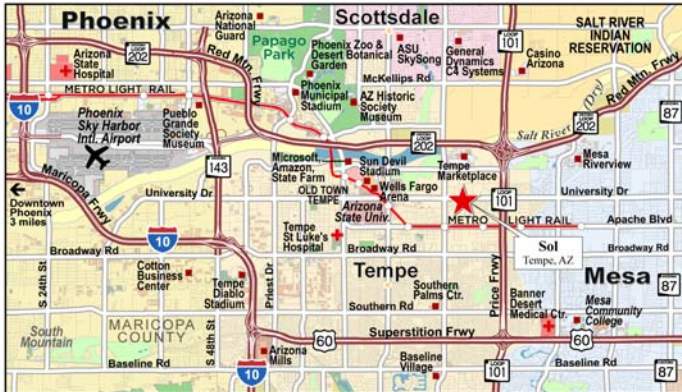 Phoenix
Arizona
National
Guard
Scottsdale
SALT RIVER
INDIAN
RESERVATION
LOOP
202
Red Mtn. Frwy
Papago
Park
Phoenix Zoo &
Desert Botanical
Garden
ASU
SkySong
General
Dynamics
C4 Systems
LOOP
101
Casino
Arizona
Red Mtn. Frwy
Arizona
State
Hospital
McKellips Rd
METRO LIGHT RAIL
10
Phoenix
Municipal
Stadium
AZ Historic
Society
Museum
(Dry)
87
Phoenix
Sky Harbor
Intl. Airport
Pueblo
Grande
Society
Museum
Salt River
LOOP
202
LOOP
202
143
Microsoft,
Amazon,
State Farm
Sun Devil
Stadium
Tempe
Marketplace
Mesa
Riverview
Maricopa Frwy
University Dr
OLD TOWN
TEMPE
Wells Fargo
Arena
LOOP
101
University Dr
87
Downtown
Phoenix
3 miles
Arizona
State Univ.
METRO LIGHT RAIL
Apache Blvd
10
Tempe
St Luke's
Hospital
Sol
Tempe, AZ
Broadway Rd
Broadway Rd
Broadway Rd
S 24th St
Cotton
Business
Center
Tempe
Diablo
Stadium
Priest Dr
Tempe
Southern
Palms Ctr.
Price Frwy
Mesa
Banner
Desert
Medical Ctr.
Mesa
Community
College
87
Southern Rd
South
Mountain
MARICOPA
COUNTY
S 48th St
60
Superstition Frwy
60
Baseline Rd
Arizona
Mills
10
Baseline
Village
LOOP
101
Baseline Rd
87